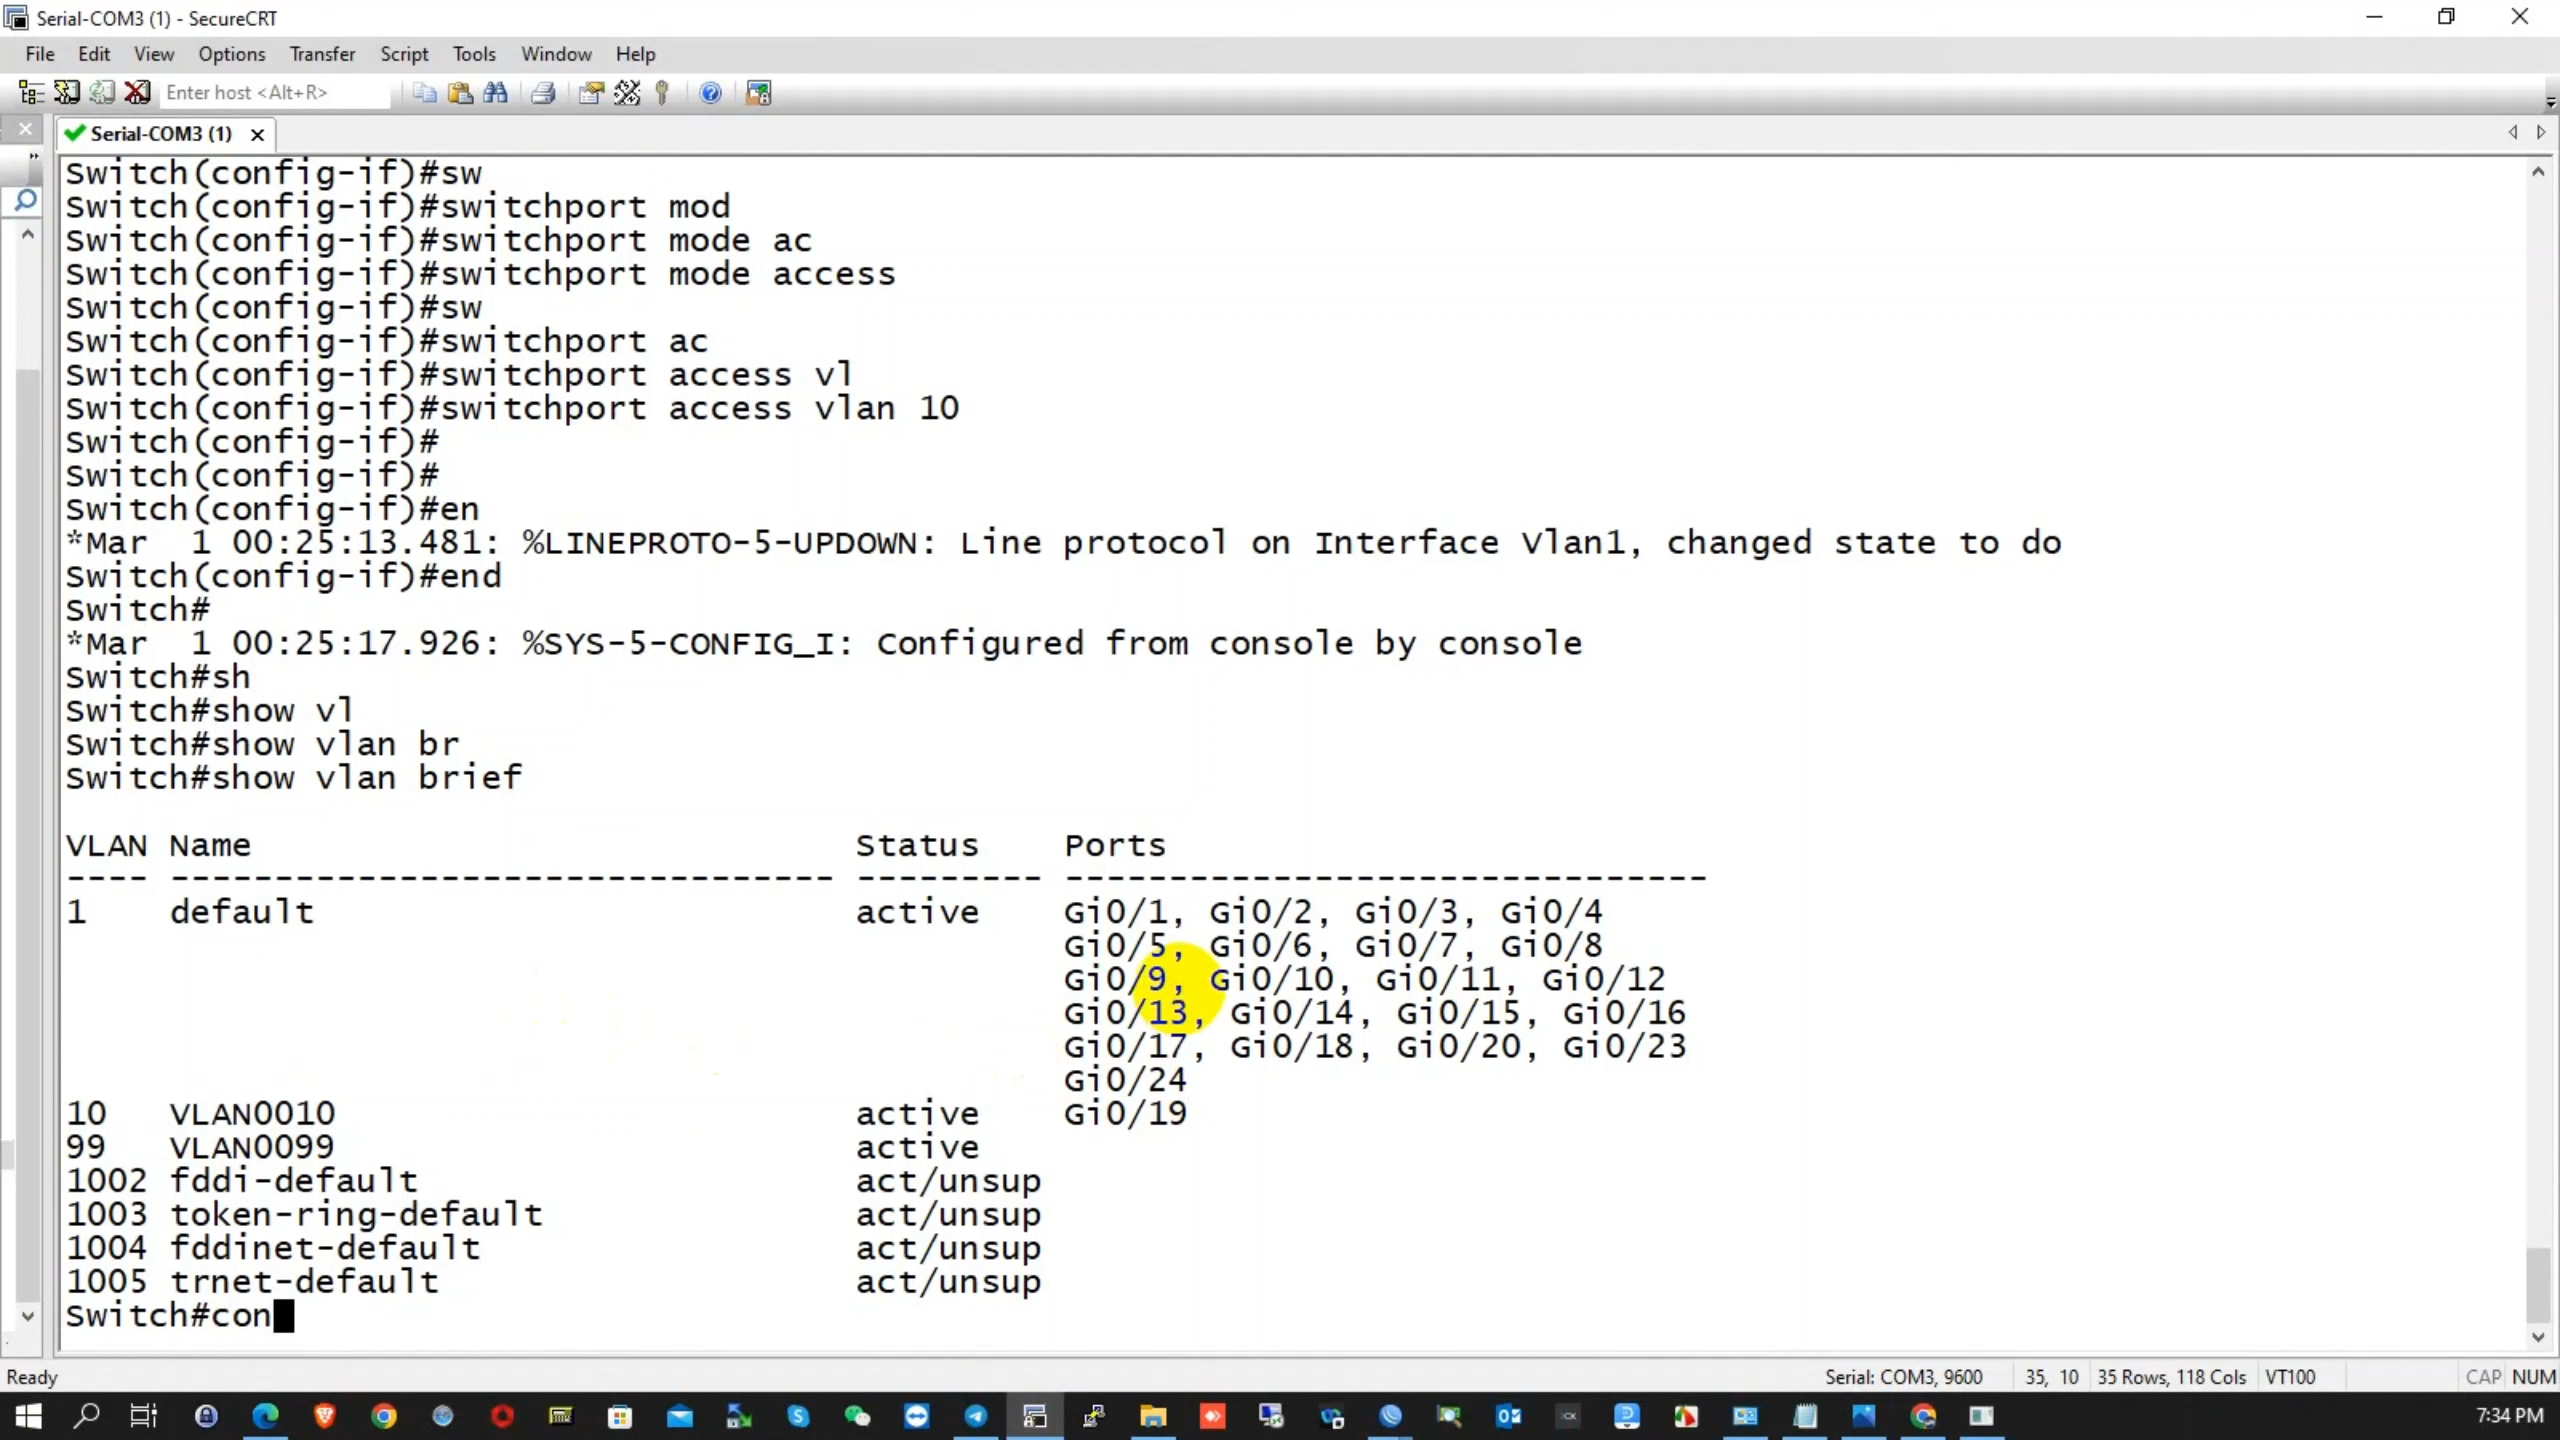 Serial-COM3 (1) - SecureCRT
File Edit View Options Transfer Script Tools Window Help
Enter host <Alt+R>
Serial-COM3 (1)
Switch(config-if)#sw
Switch(config-if)#switchport mod
Switch(config-if)#switchport mode ac
Switch(config-if)#switchport mode access
Switch(config-if)#sw
Switch(config-if)#switchport ac
Switch(config-if)#switchport access vl
Switch(config-if)#switchport access vlan 10
Switch(config-if)#
Switch(config-if)#
Switch(config-if)#en
*Mar  1 00:25:13.481: %LINEPROTO-5-UPDOWN: Line protocol on Interface Vlan1, changed state to do
Switch(config-if)#end
Switch#
*Mar  1 00:25:17.926: %SYS-5-CONFIG_I: Configured from console by console
Switch#sh
Switch#show vl
Switch#show vlan br
Switch#show vlan brief
VLAN Name                             Status    Ports
---- -------------------------------- --------- -------------------------------
1    default                          active    Gi0/1, Gi0/2, Gi0/3, Gi0/4
                                                Gi0/5, Gi0/6, Gi0/7, Gi0/8
                                                Gi0/9, Gi0/10, Gi0/11, Gi0/12
                                                Gi0/13, Gi0/14, Gi0/15, Gi0/16
                                                Gi0/17, Gi0/18, Gi0/20, Gi0/23
                                                Gi0/24
10   VLAN0010                         active    Gi0/19
99   VLAN0099                         active
1002 fddi-default                     act/unsup
1003 token-ring-default               act/unsup
1004 fddinet-default                  act/unsup
1005 trnet-default                    act/unsup
Switch#con
Ready Serial: COM3, 9600 35, 10 35 Rows, 118 Cols VT100 CAP NUM
7:34 PM